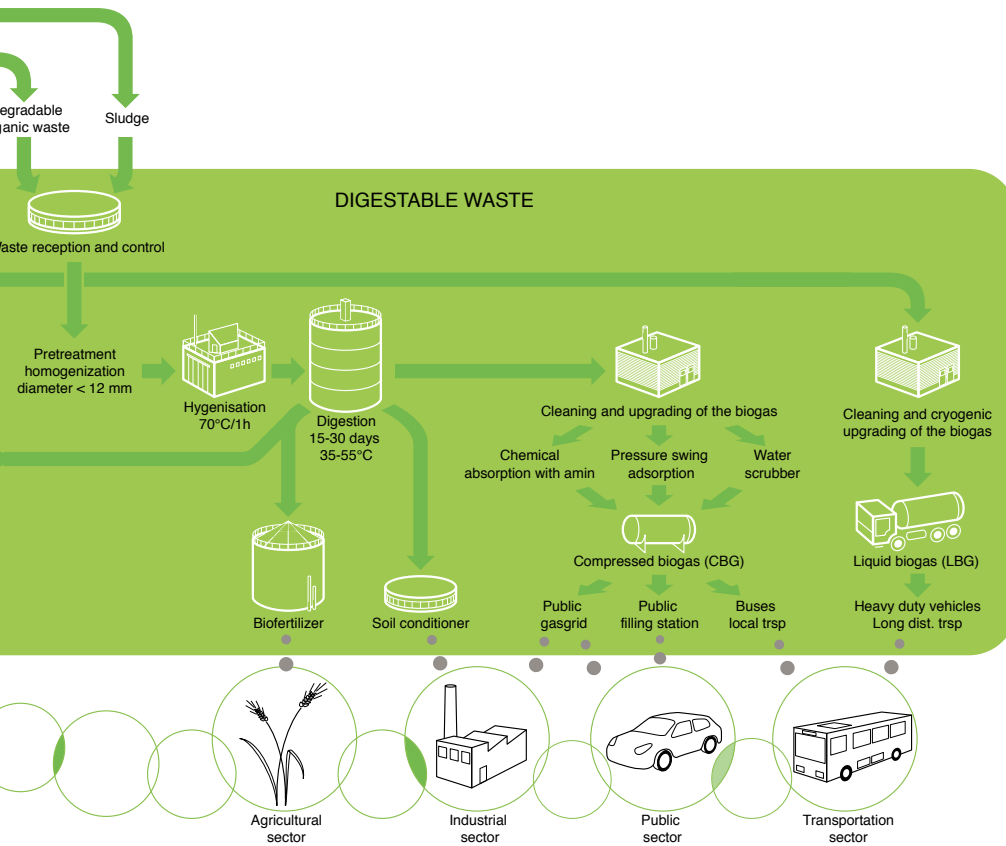 egradable
ganic waste
Sludge
DIGESTABLE WASTE
Waste reception and control
Pretreatment
homogenization
diameter < 12 mm
Hygenisation
70°C/1h
Digestion
15-30 days
35-55°C
Cleaning and upgrading of the biogas
Chemical
absorption with amin
Pressure swing
adsorption
Water
scrubber
Compressed biogas (CBG)
Public
gasgrid
Public
filling station
Buses
local trsp
Cleaning and cryogenic
upgrading of the biogas
Liquid biogas (LBG)
Heavy duty vehicles
Long dist. trsp
Biofertilizer
Soil conditioner
Agricultural
sector
Industrial
sector
Public
sector
Transportation
sector